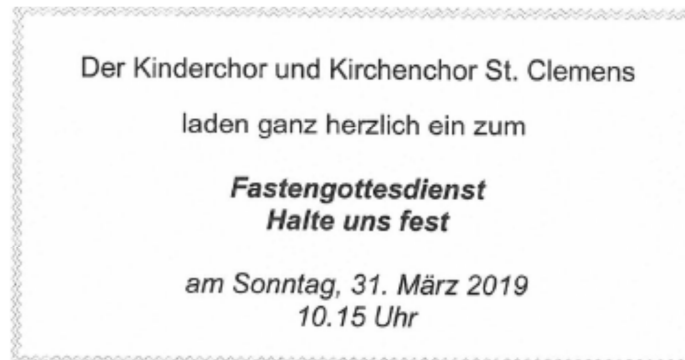 Der Kinderchor und Kirchenchor St. Clemens
laden ganz herzlich ein zum
Fastengottesdienst
Halte uns fest
am Sonntag, 31. März 2019
10.15 Uhr